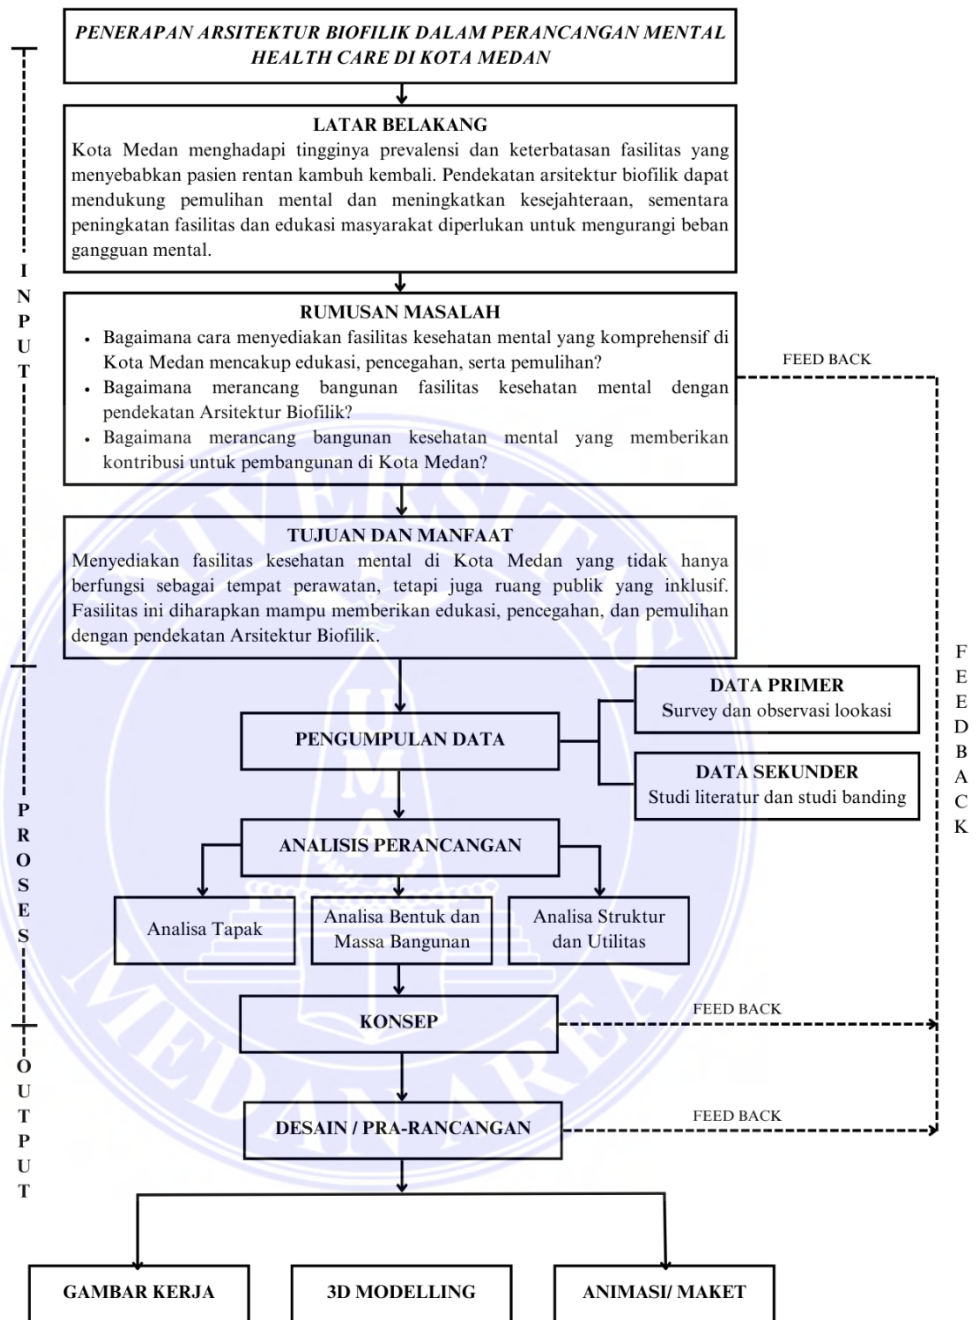 PENERAPAN ARSITEKTUR BIOFILIK DALAM PERANCANGAN MENTAL
HEALTH CARE DI KOTA MEDAN
LATAR BELAKANG
Kota Medan menghadapi tingginya prevalensi dan keterbatasan fasilitas yang
menyebabkan pasien rentan kambuh kembali. Pendekatan arsitektur biofilik dapat
mendukung pemulihan mental dan meningkatkan kesejahteraan, sementara
peningkatan fasilitas dan edukasi masyarakat diperlukan untuk mengurangi beban
gangguan mental.
INPUT
RUMUSAN MASALAH
• Bagaimana cara menyediakan fasilitas kesehatan mental yang komprehensif di
Kota Medan mencakup edukasi, pencegahan, serta pemulihan?
• Bagaimana merancang bangunan fasilitas kesehatan mental dengan
pendekatan Arsitektur Biofilik?
• Bagaimana merancang bangunan kesehatan mental yang memberikan
kontribusi untuk pembangunan di Kota Medan?
FEED BACK
TUJUAN DAN MANFAAT
Menyediakan fasilitas kesehatan mental di Kota Medan yang tidak hanya
berfungsi sebagai tempat perawatan, tetapi juga ruang publik yang inklusif.
Fasilitas ini diharapkan mampu memberikan edukasi, pencegahan, dan pemulihan
dengan pendekatan Arsitektur Biofilik.
FEEDBACK
PROSES
PENGUMPULAN DATA
DATA PRIMER
Survey dan observasi lookasi
DATA SEKUNDER
Studi literatur dan studi banding
ANALISIS PERANCANGAN
Analisa Tapak
Analisa Bentuk dan
Massa Bangunan
Analisa Struktur
dan Utilitas
KONSEP
FEED BACK
OUTPUT
DESAIN / PRA-RANCANGAN
FEED BACK
GAMBAR KERJA
3D MODELLING
ANIMASI/ MAKET
UNIVERSITAS
MEDAN AREA
UMA